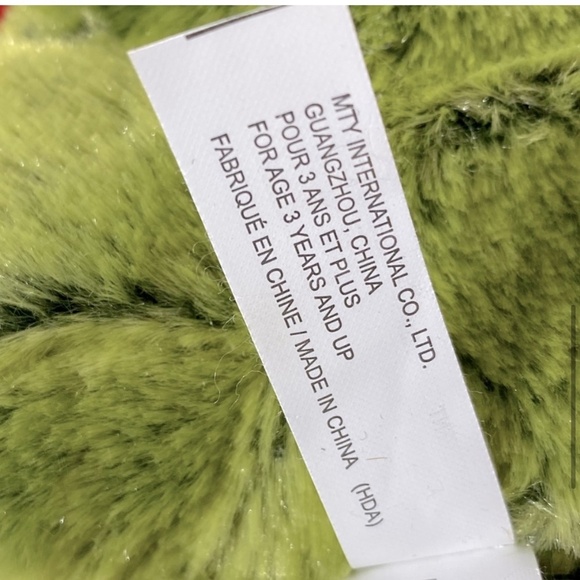 MTY INTERNATIONAL CO., LTD.
GUANGZHOU, CHINA
POUR 3 ANS ET PLUS
FOR AGE 3 YEARS AND UP
FABRIQUÉ EN CHINE / MADE IN CHINA (HDA)